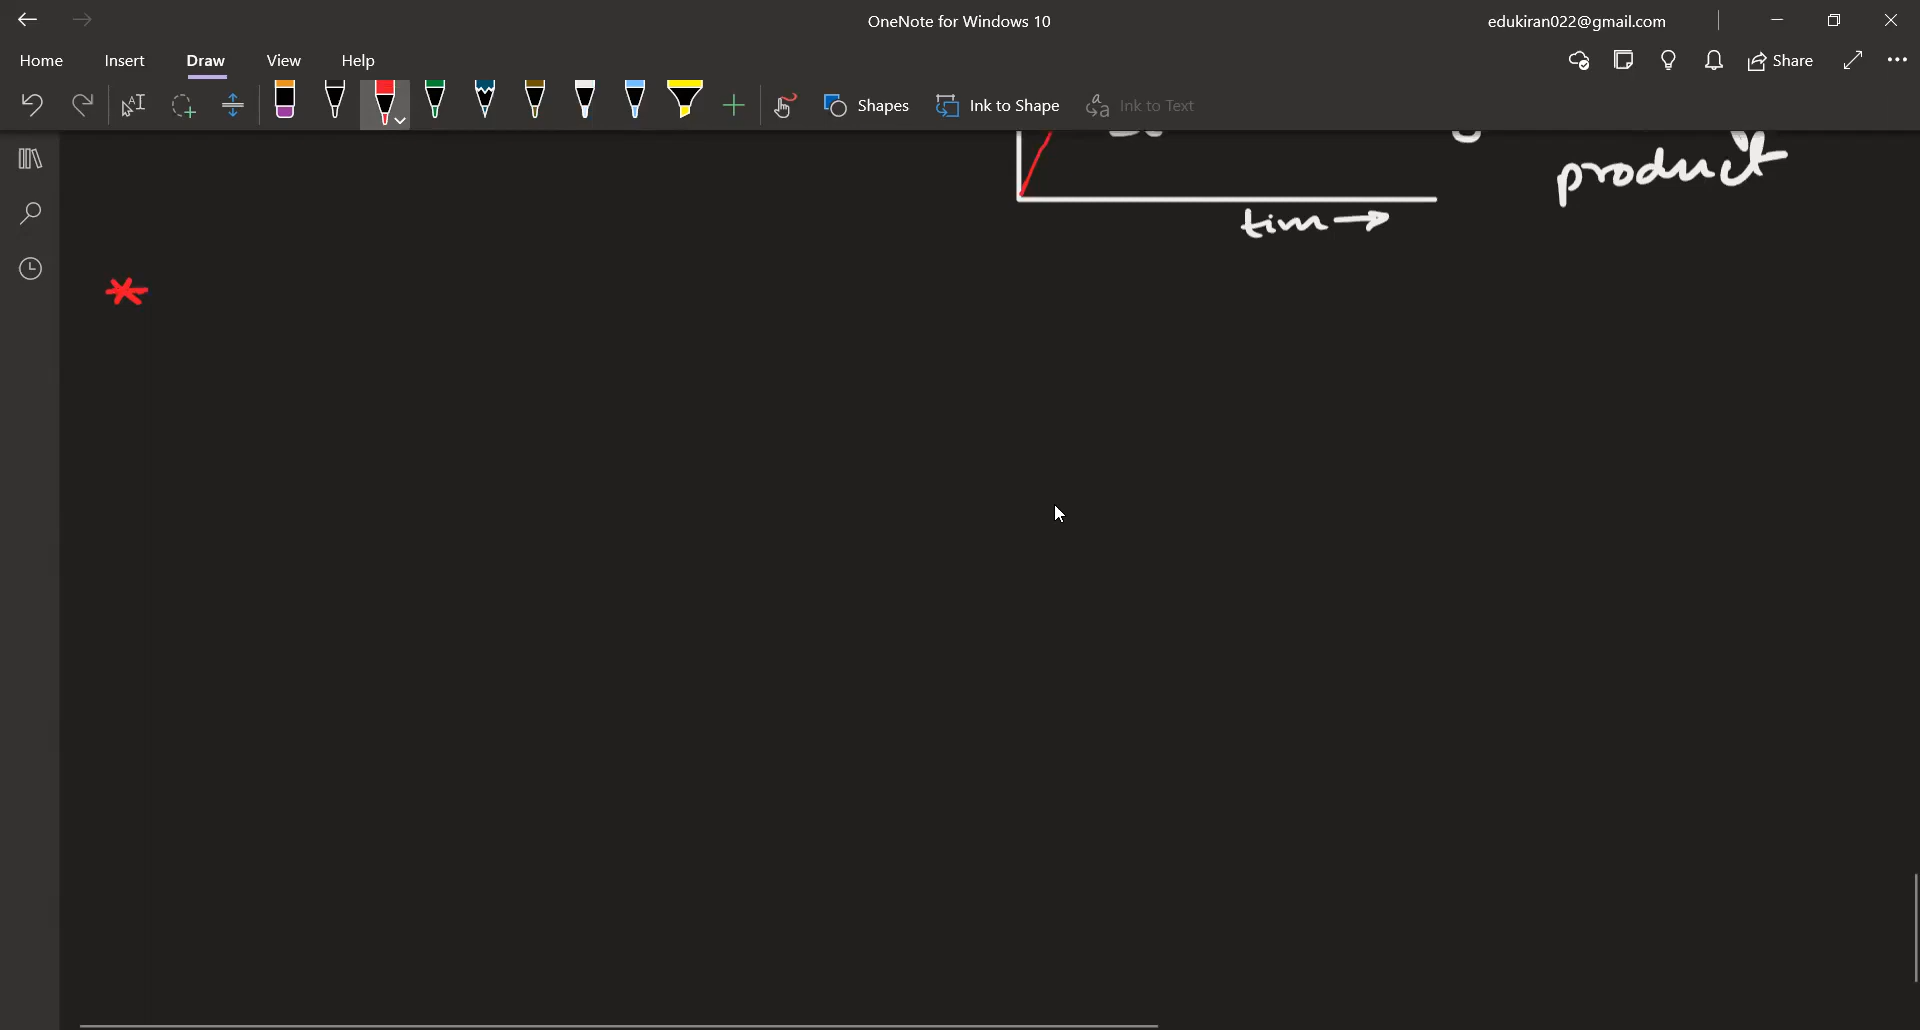 OneNote for Windows 10
edukiran022@gmail.com
Home Insert Draw View Help
Share
Shapes Ink to Shape Ink to Text
product
tim →
*